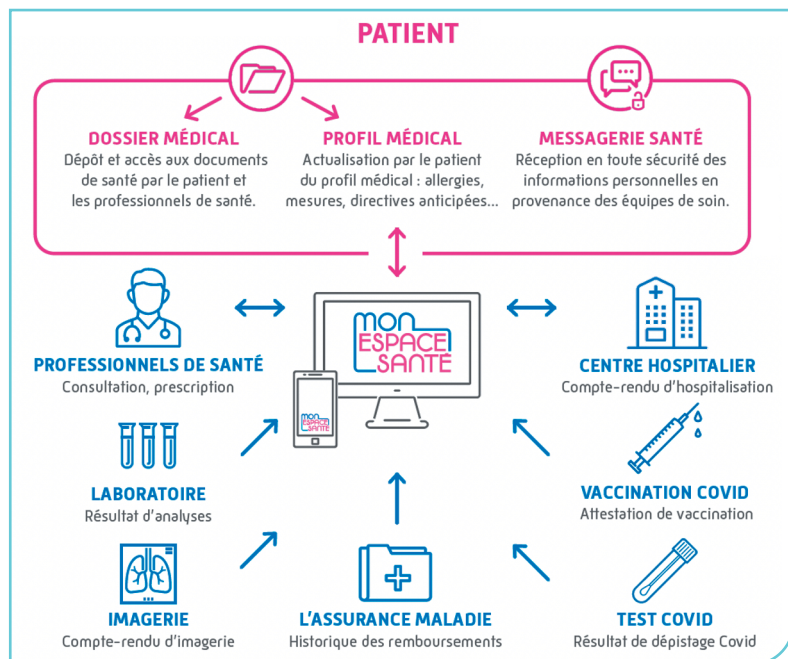 PATIENT
DOSSIER MÉDICAL
Dépôt et accès aux documents
de santé par le patient et
les professionnels de santé.
PROFIL MÉDICAL
Actualisation par le patient
du profil médical : allergies,
mesures, directives anticipées...
MESSAGERIE SANTÉ
Réception en toute sécurité des
informations personnelles en
provenance des équipes de soin.
MON
ESPACE
SANTÉ
MON
ESPACE
SANTÉ
PROFESSIONNELS DE SANTÉ
Consultation, prescription
CENTRE HOSPITALIER
Compte-rendu d'hospitalisation
LABORATOIRE
Résultat d'analyses
VACCINATION COVID
Attestation de vaccination
IMAGERIE
Compte-rendu d'imagerie
L'ASSURANCE MALADIE
Historique des remboursements
TEST COVID
Résultat de dépistage Covid